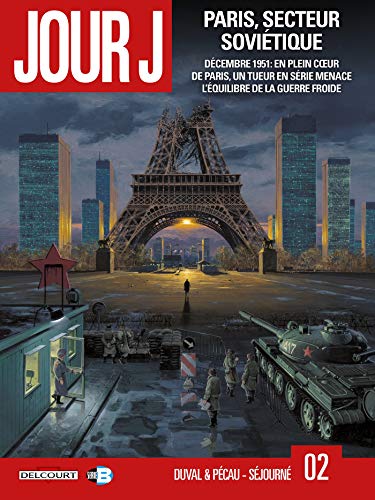 JOUR J
PARIS, SECTEUR
SOVIÉTIQUE
DÉCEMBRE 1951: EN PLEIN CŒUR
DE PARIS, UN TUEUR EN SÉRIE MENACE
L'ÉQUILIBRE DE LA GUERRE FROIDE
DELCOURT
SÉRIE B
DUVAL & PÉCAU - SÉJOURNÉ
02